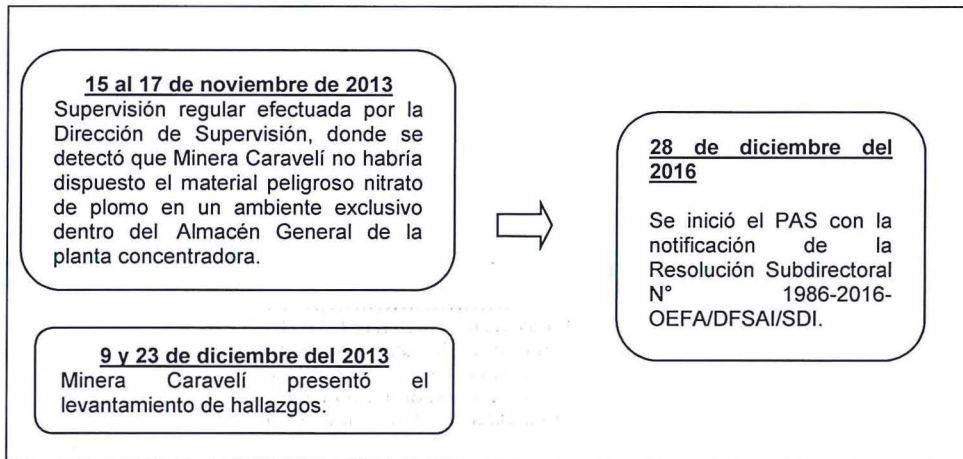 15 al 17 de noviembre de 2013
Supervisión regular efectuada por la
Dirección de Supervisión, donde se
detectó que Minera Caravelí no habría
dispuesto el material peligroso nitrato
de plomo en un ambiente exclusivo
dentro del Almacén General de la
planta concentradora.
9 y 23 de diciembre del 2013
Minera Caravelí presentó el
levantamiento de hallazgos.
28 de diciembre del
2016
Se inició el PAS con la
notificación de la
Resolución Subdirectoral
N° 1986-2016-
OEFA/DFSAI/SDI.